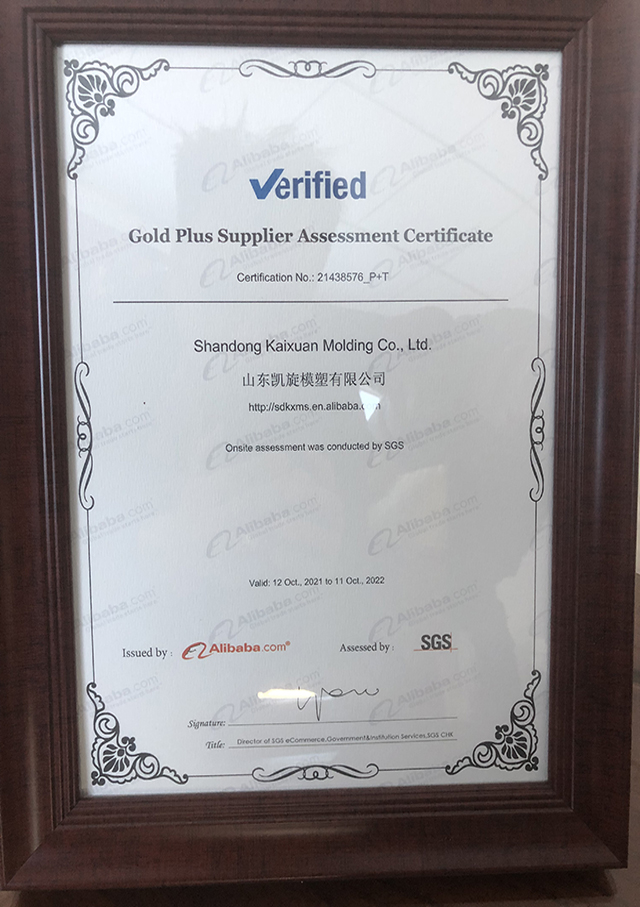 Verified
Gold Plus Supplier Assessment Certificate
Certification No.: 21438576_P+T
Shandong Kaixuan Molding Co., Ltd.
山东凯旋模塑有限公司
http://sdkxms.en.alibaba.com
Onsite assessment was conducted by SGS
Valid: 12 Oct., 2021 to 11 Oct., 2022
Issued by : Alibaba.com® Assessed by : SGS
Signature:
Title: Director of SGS eCommerce,Government&Institution Services,SGS CHK